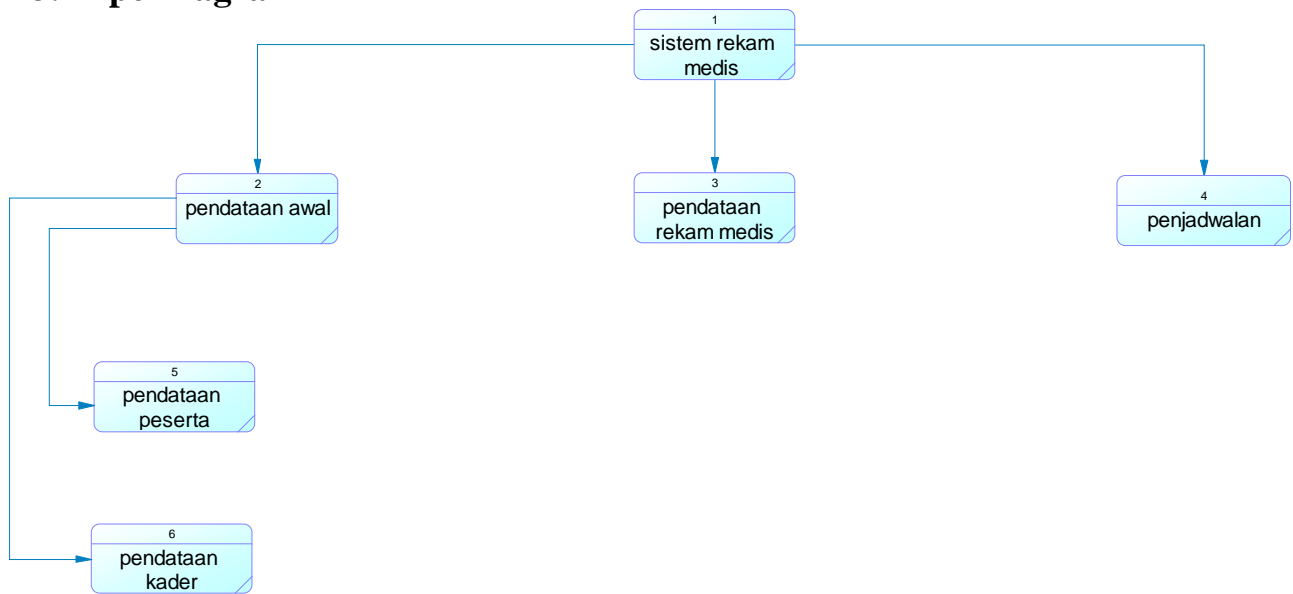 1
sistem rekam
medis
2
pendataan awal
3
pendataan
rekam medis
4
penjadwalan
5
pendataan
peserta
6
pendataan
kader